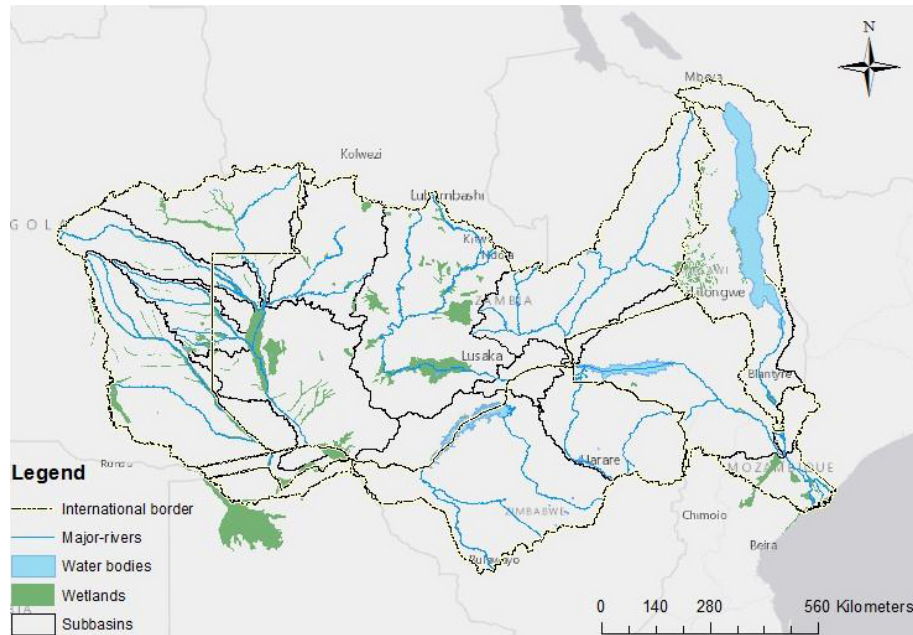 N
Mbeya
Kolwezi
Lubumbashi
GOLA
Kitwe
Ndola
ZAMBIA
Lilongwe
Lusaka
Blantyre
Legend
International border
Major-rivers
Water bodies
Wetlands
Subbasins
Harare
MOZAMBIQUE
ZIMBABWE
Chimoio
Beira
Bulawayo
0 140 280 560 Kilometers